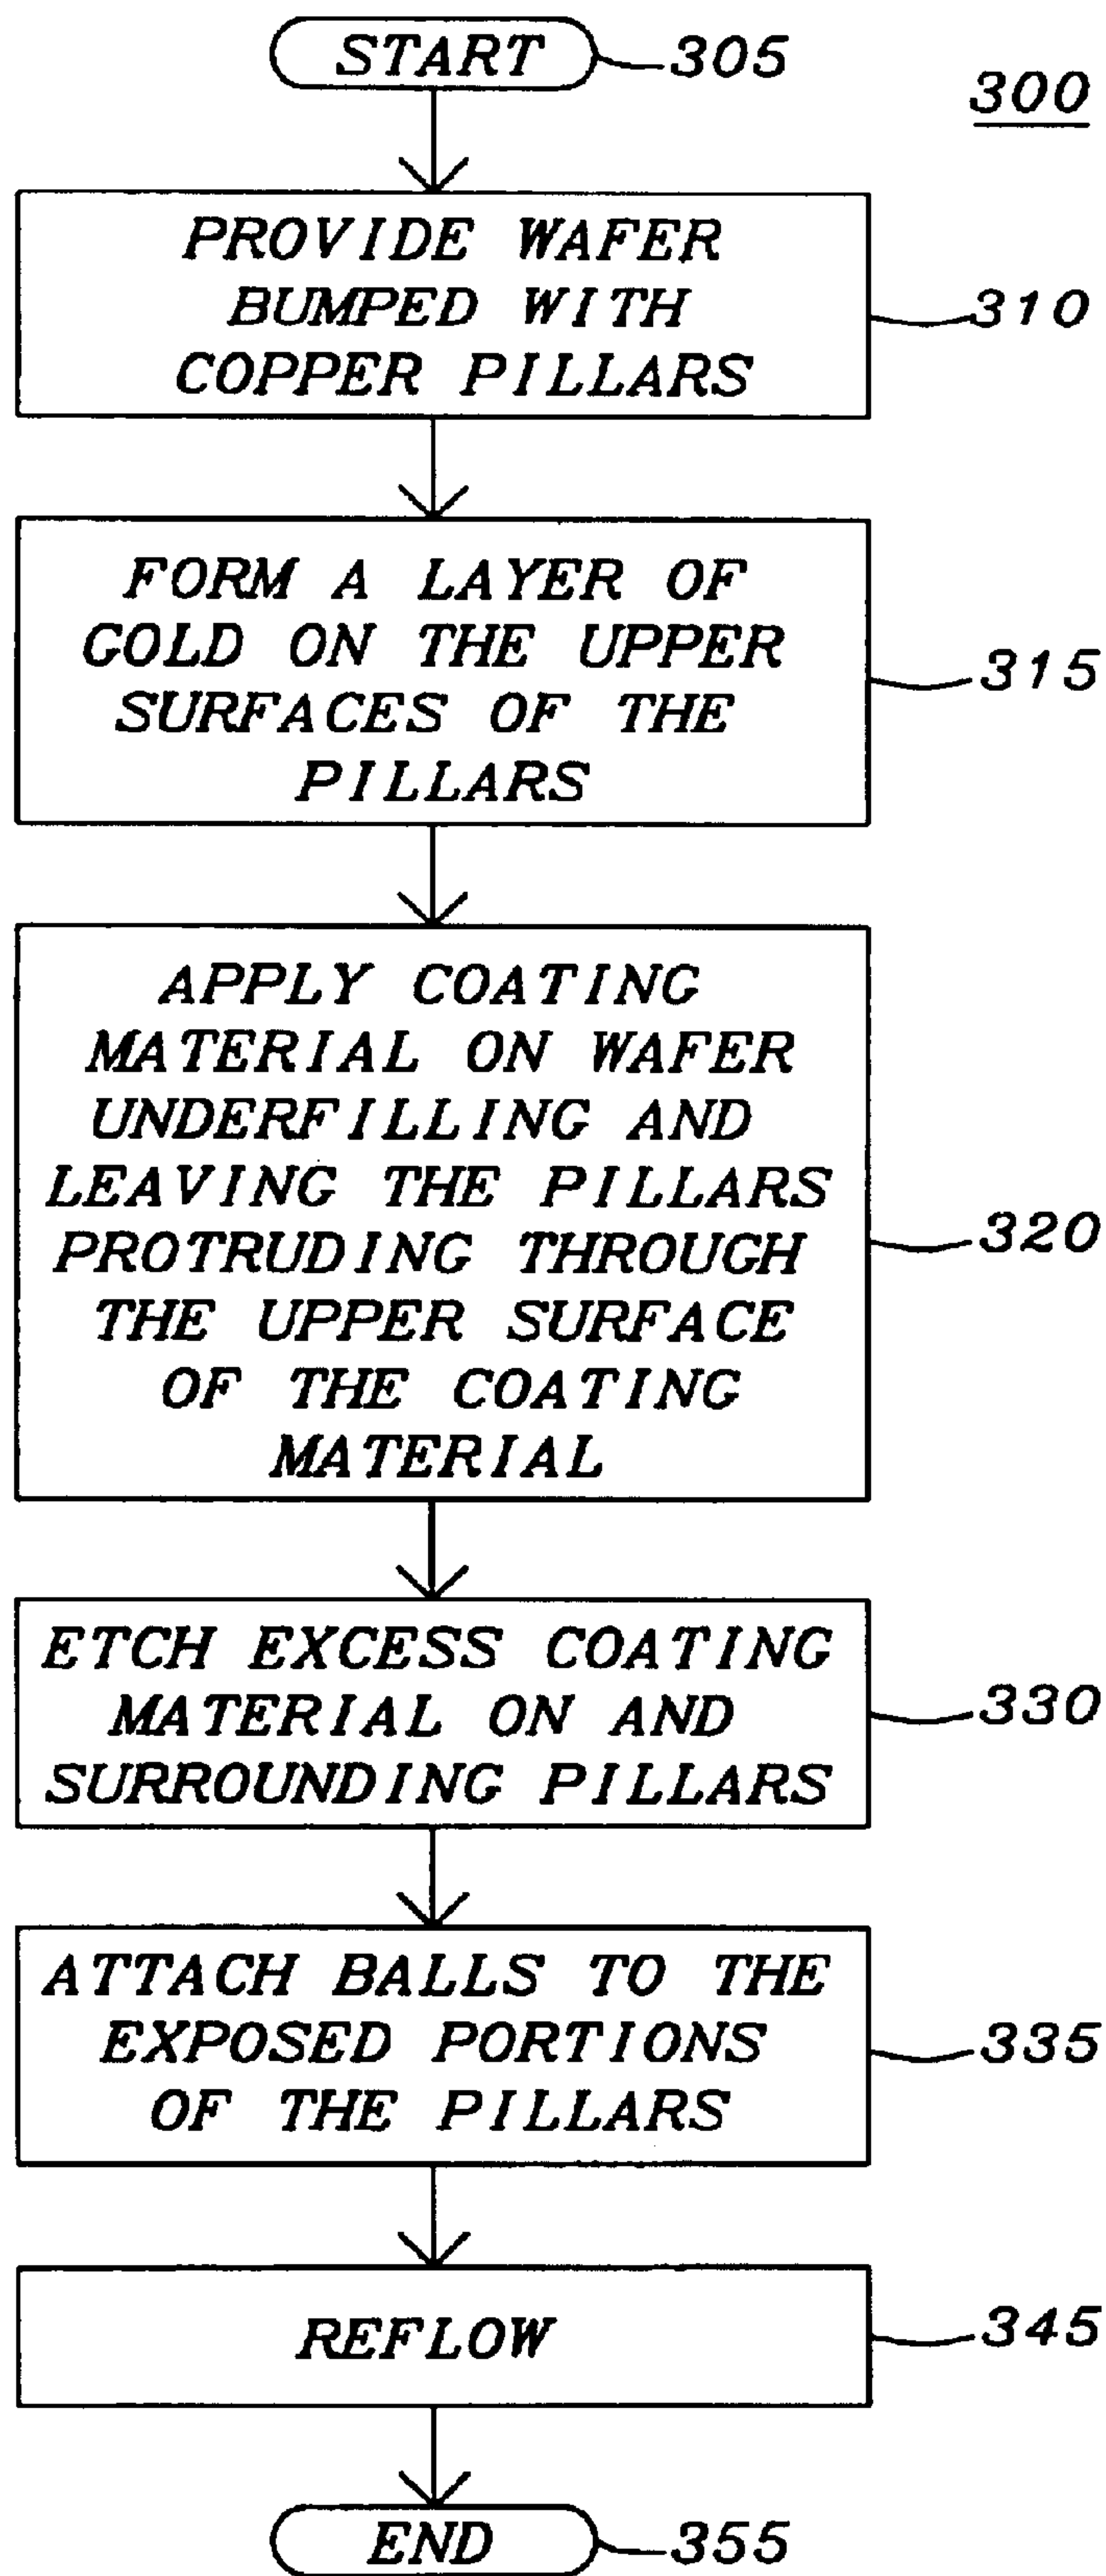 START
305
300
PROVIDE WAFER
BUMPED WITH
COPPER PILLARS
310
FORM A LAYER OF
GOLD ON THE UPPER
SURFACES OF THE
PILLARS
315
APPLY COATING
MATERIAL ON WAFER
UNDERFILLING AND
LEAVING THE PILLARS
PROTRUDING THROUGH
THE UPPER SURFACE
OF THE COATING
MATERIAL
320
ETCH EXCESS COATING
MATERIAL ON AND
SURROUNDING PILLARS
330
ATTACH BALLS TO THE
EXPOSED PORTIONS
OF THE PILLARS
335
REFLOW
345
END
355